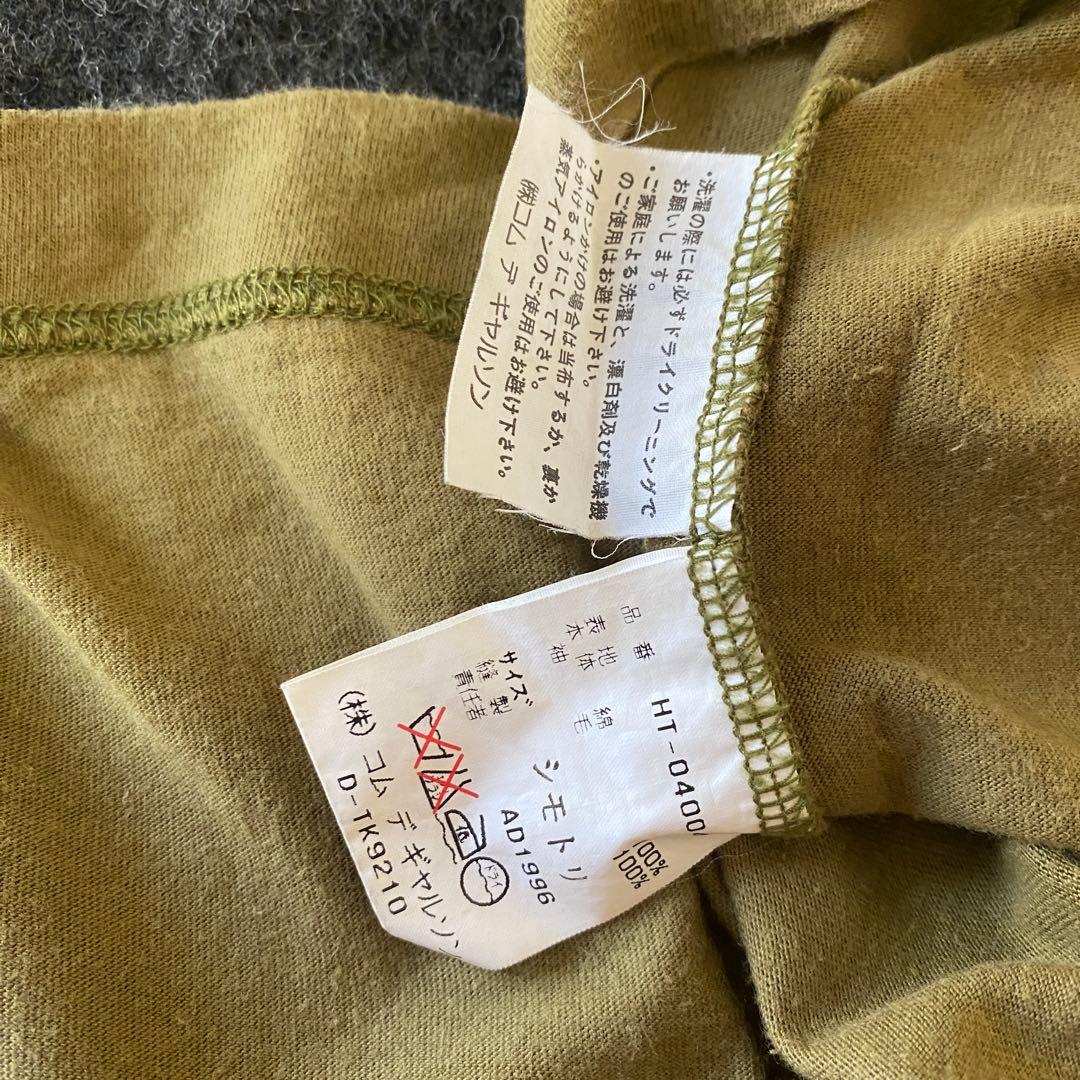 ・洗濯の際には必ずドライクリーニングで
お願いします。
・ご家庭による洗濯と、漂白剤及び乾燥機
のご使用はお避け下さい。
・アイロンかけの場合は当布するか、裏か
らかけるようにして下さい。
蒸気アイロンのご使用はお避け下さい。
㈱コム デ ギャルソン
品 番 HT-0400
表地
本体 綿 100%
袖 毛 100%
サイズ
縫製
責任者 シモトリ
AD1996
ドライ
(株) コム デ ギャルソン
D-TK9210